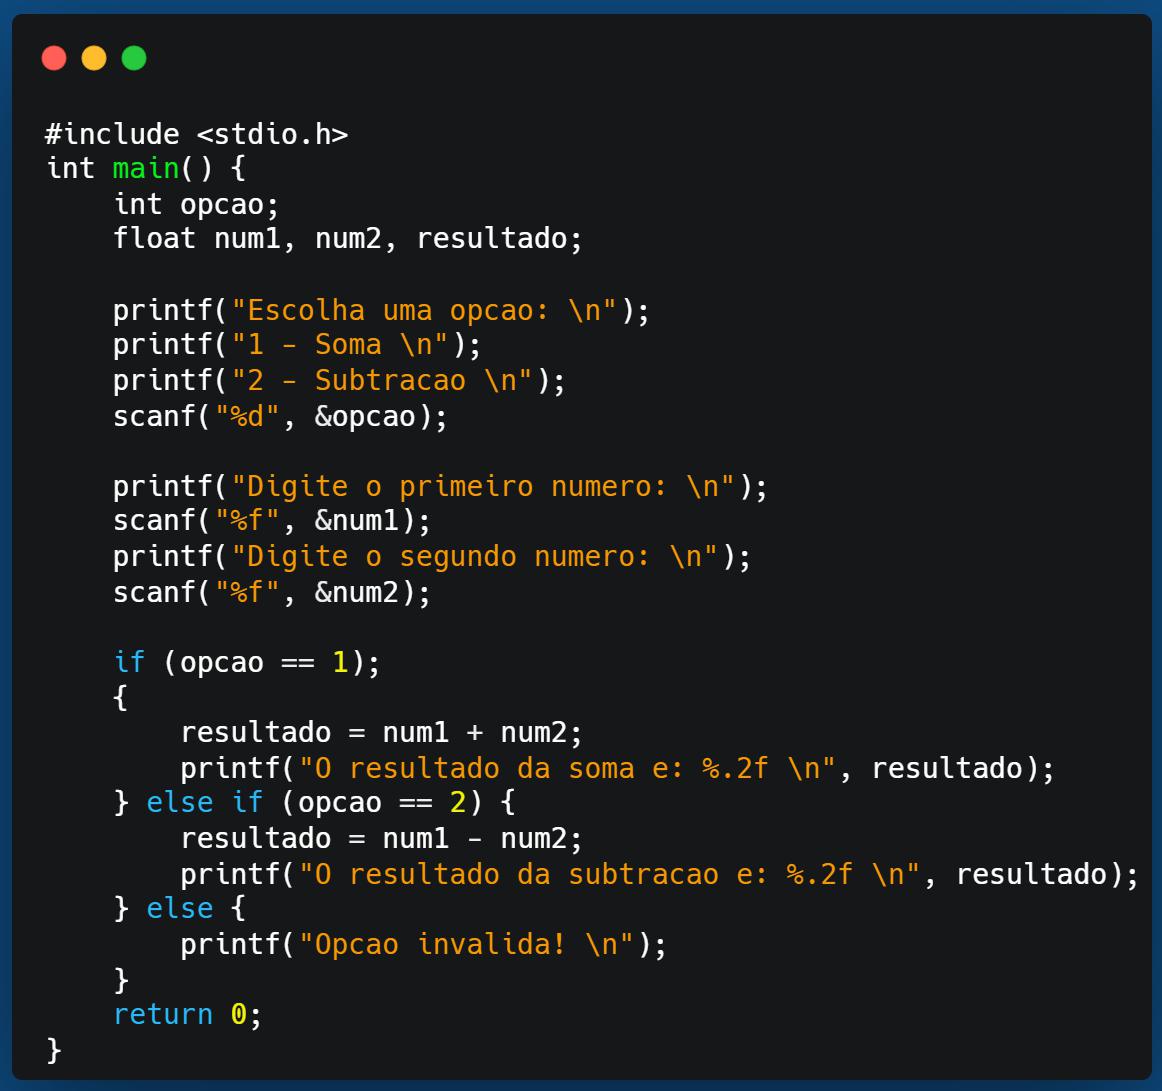 #include <stdio.h>
int main() {
    int opcao;
    float num1, num2, resultado;

    printf("Escolha uma opcao: \n");
    printf("1 - Soma \n");
    printf("2 - Subtracao \n");
    scanf("%d", &opcao);

    printf("Digite o primeiro numero: \n");
    scanf("%f", &num1);
    printf("Digite o segundo numero: \n");
    scanf("%f", &num2);

    if (opcao == 1);
    {
        resultado = num1 + num2;
        printf("O resultado da soma e: %.2f \n", resultado);
    } else if (opcao == 2) {
        resultado = num1 - num2;
        printf("O resultado da subtracao e: %.2f \n", resultado);
    } else {
        printf("Opcao invalida! \n");
    }
    return 0;
}